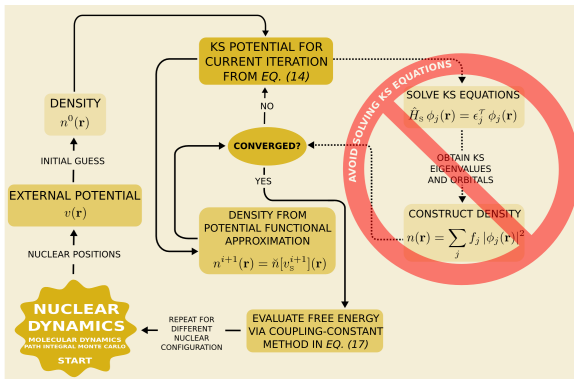 KS POTENTIAL FOR
CURRENT ITERATION
FROM EQ. (14)
AVOID SOLVING KS EQUATIONS
SOLVE KS EQUATIONS
Ĥ_S ϕ_j(r) = ϵ_j^τ ϕ_j(r)
DENSITY
n^0(r)
NO
CONVERGED?
OBTAIN KS
EIGENVALUES
AND ORBITALS
INITIAL GUESS
YES
EXTERNAL POTENTIAL
v(r)
DENSITY FROM
POTENTIAL FUNCTIONAL
APPROXIMATION
n^{i+1}(r) = ň[v_S^{i+1}](r)
CONSTRUCT DENSITY
n(r) = ∑_j f_j |ϕ_j(r)|^2
NUCLEAR POSITIONS
NUCLEAR
DYNAMICS
MOLECULAR DYNAMICS
PATH INTEGRAL MONTE CARLO
START
REPEAT FOR
DIFFERENT
NUCLEAR
CONFIGURATION
EVALUATE FREE ENERGY
VIA COUPLING-CONSTANT
METHOD IN EQ. (17)